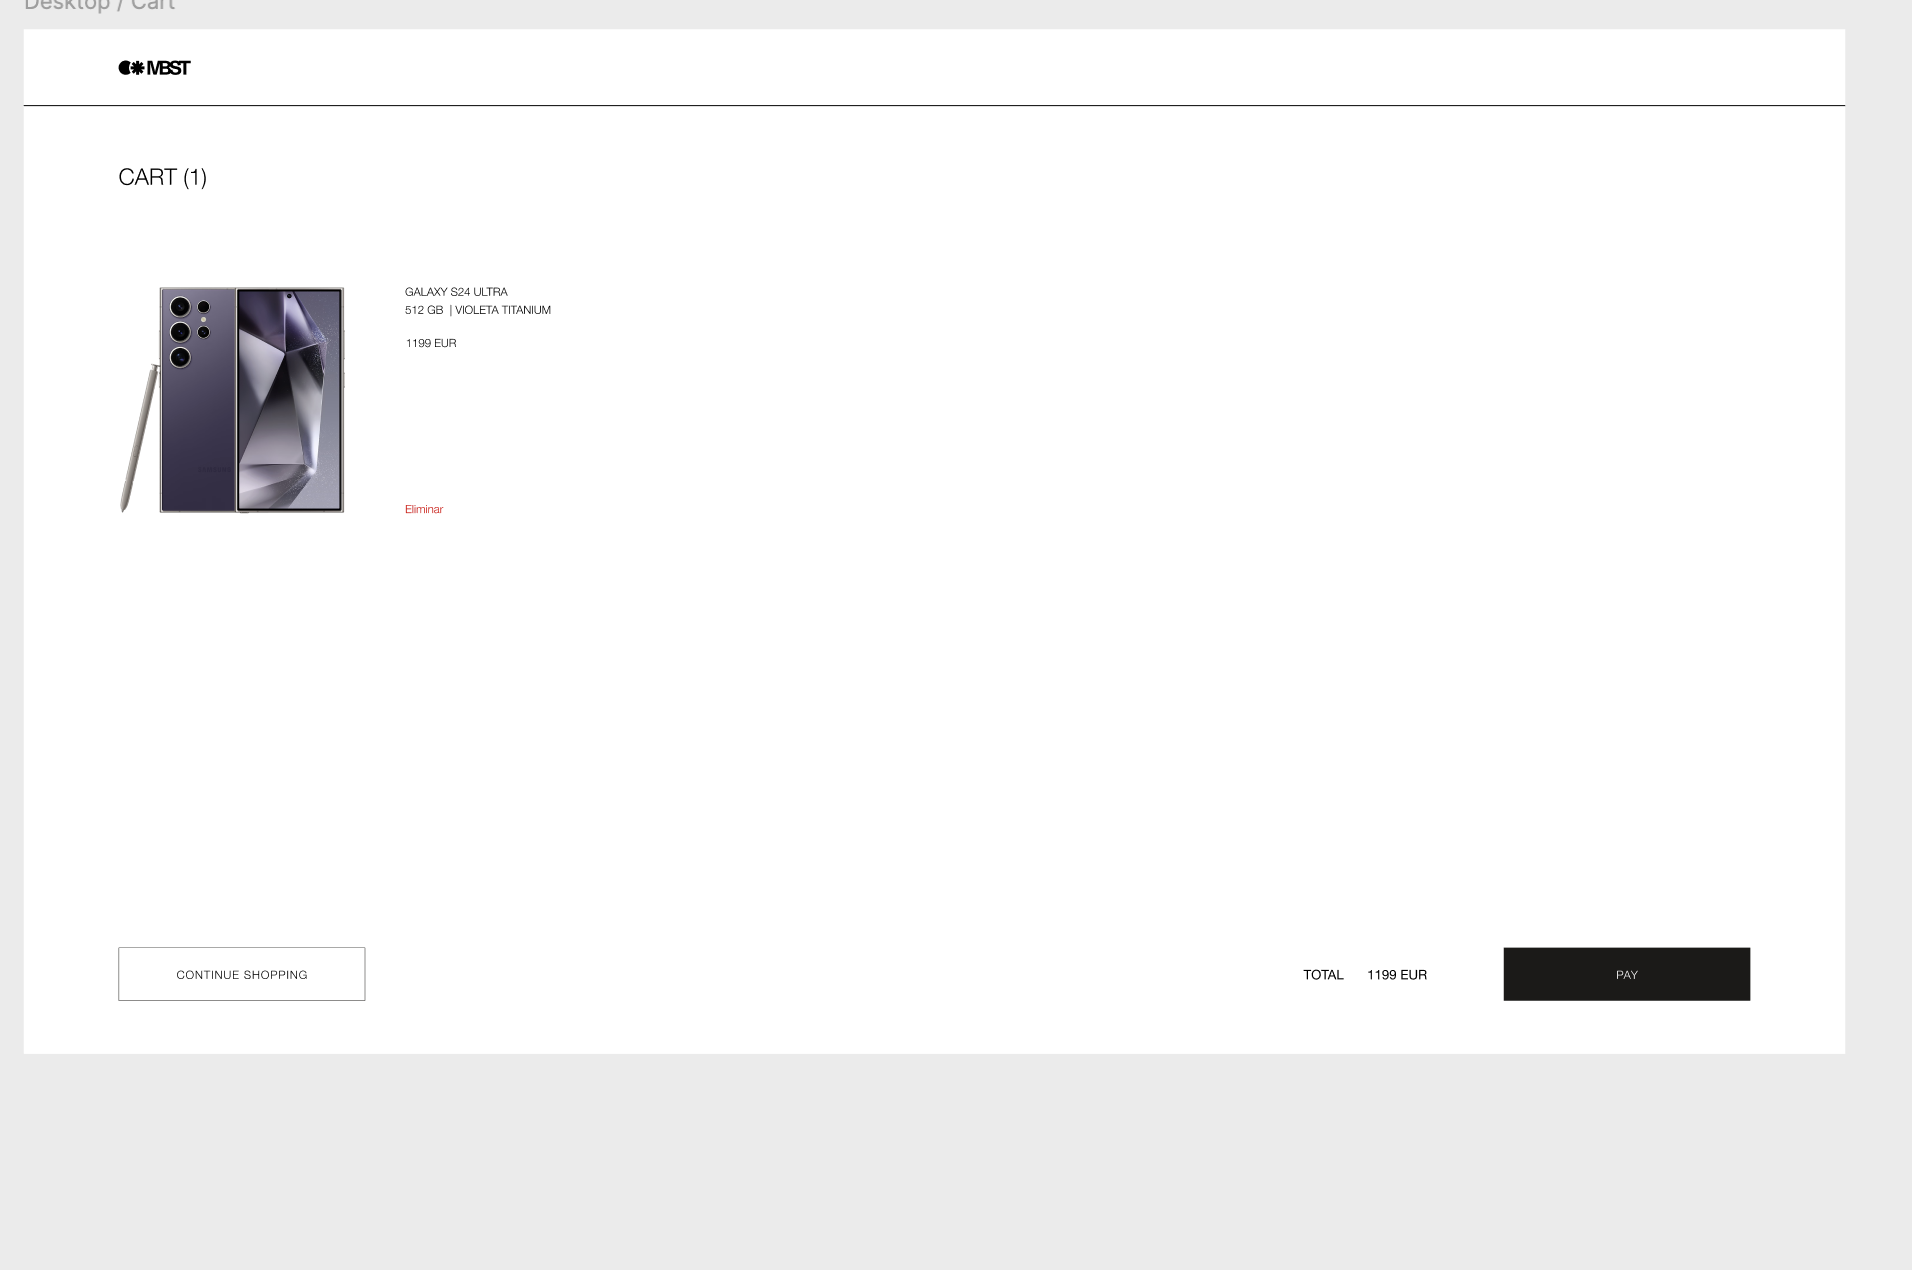 Desktop / Cart
MBST
CART (1)
GALAXY S24 ULTRA
512 GB | VIOLETA TITANIUM
1199 EUR
Eliminar
CONTINUE SHOPPING
TOTAL 1199 EUR
PAY